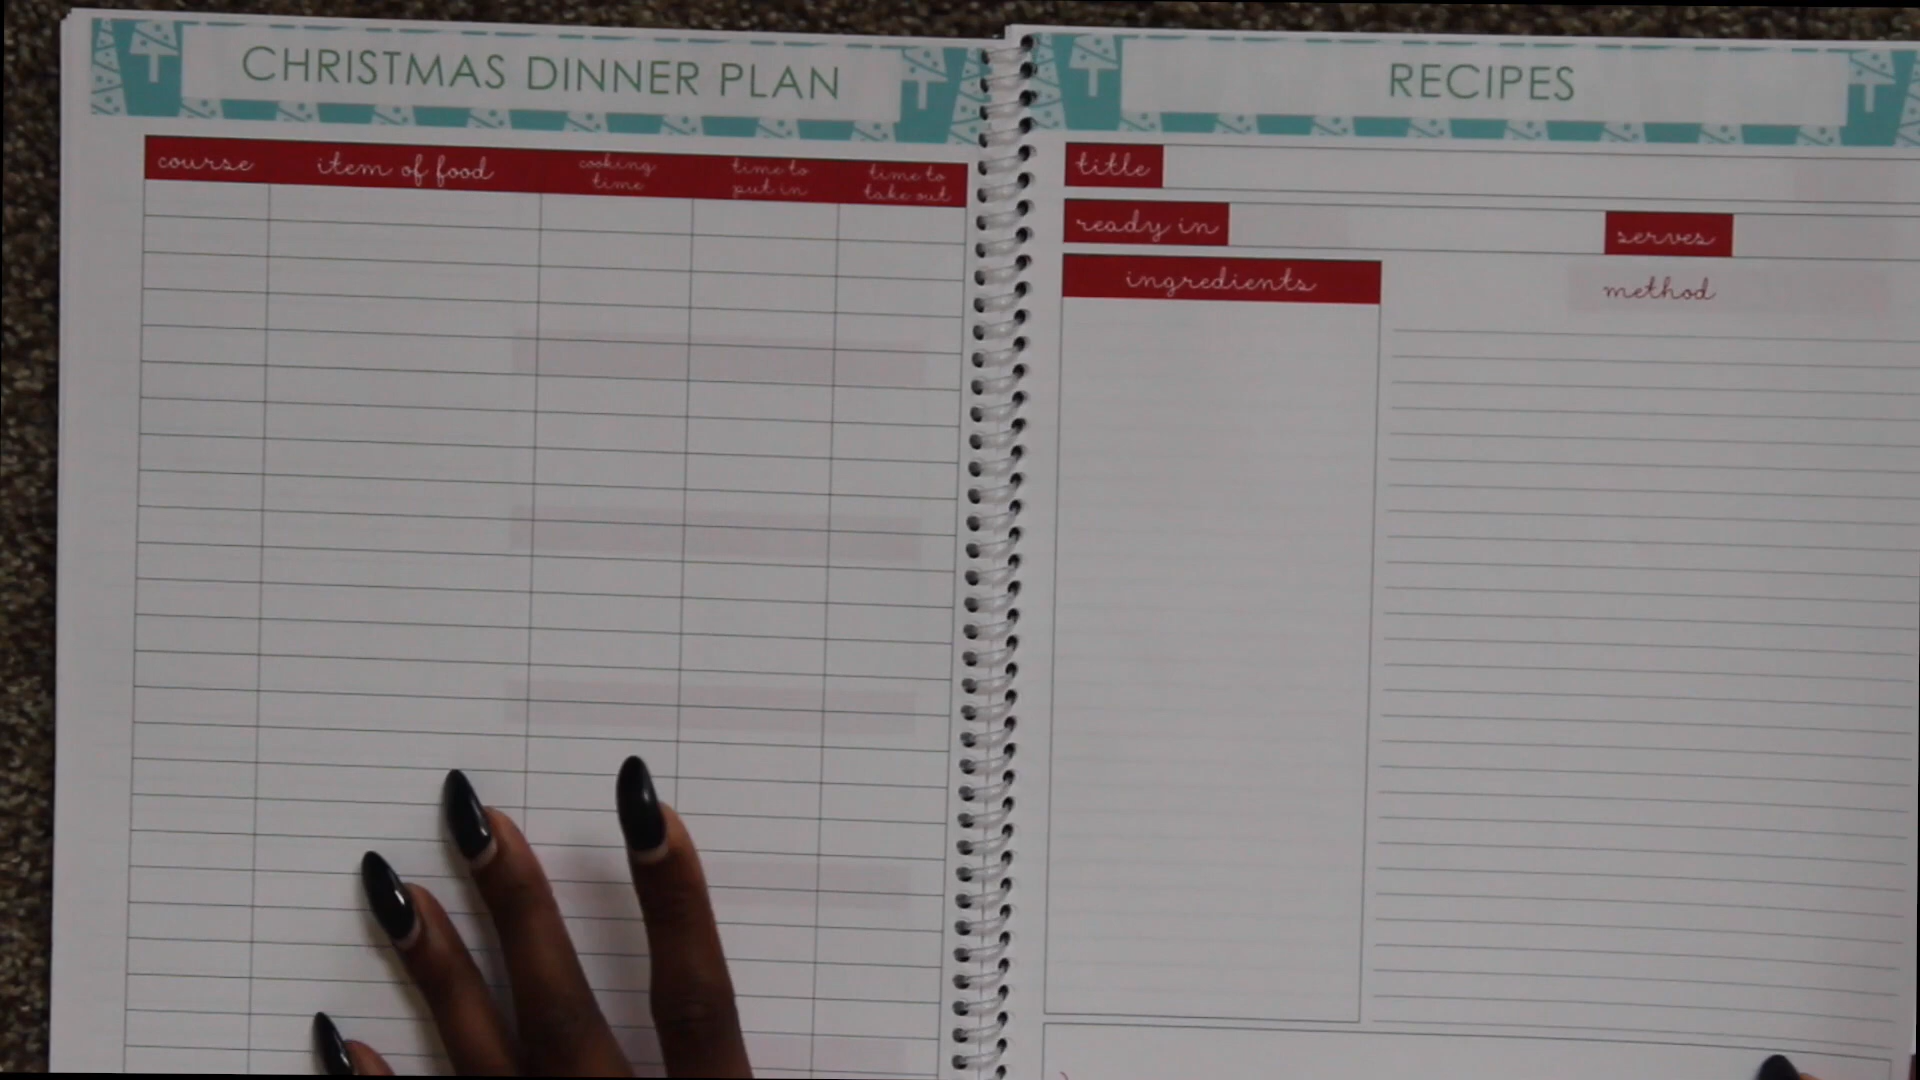 CHRISTMAS DINNER PLAN
course item of food cooking time time to put in time to take out
RECIPES
title
ready in serves
ingredients
method